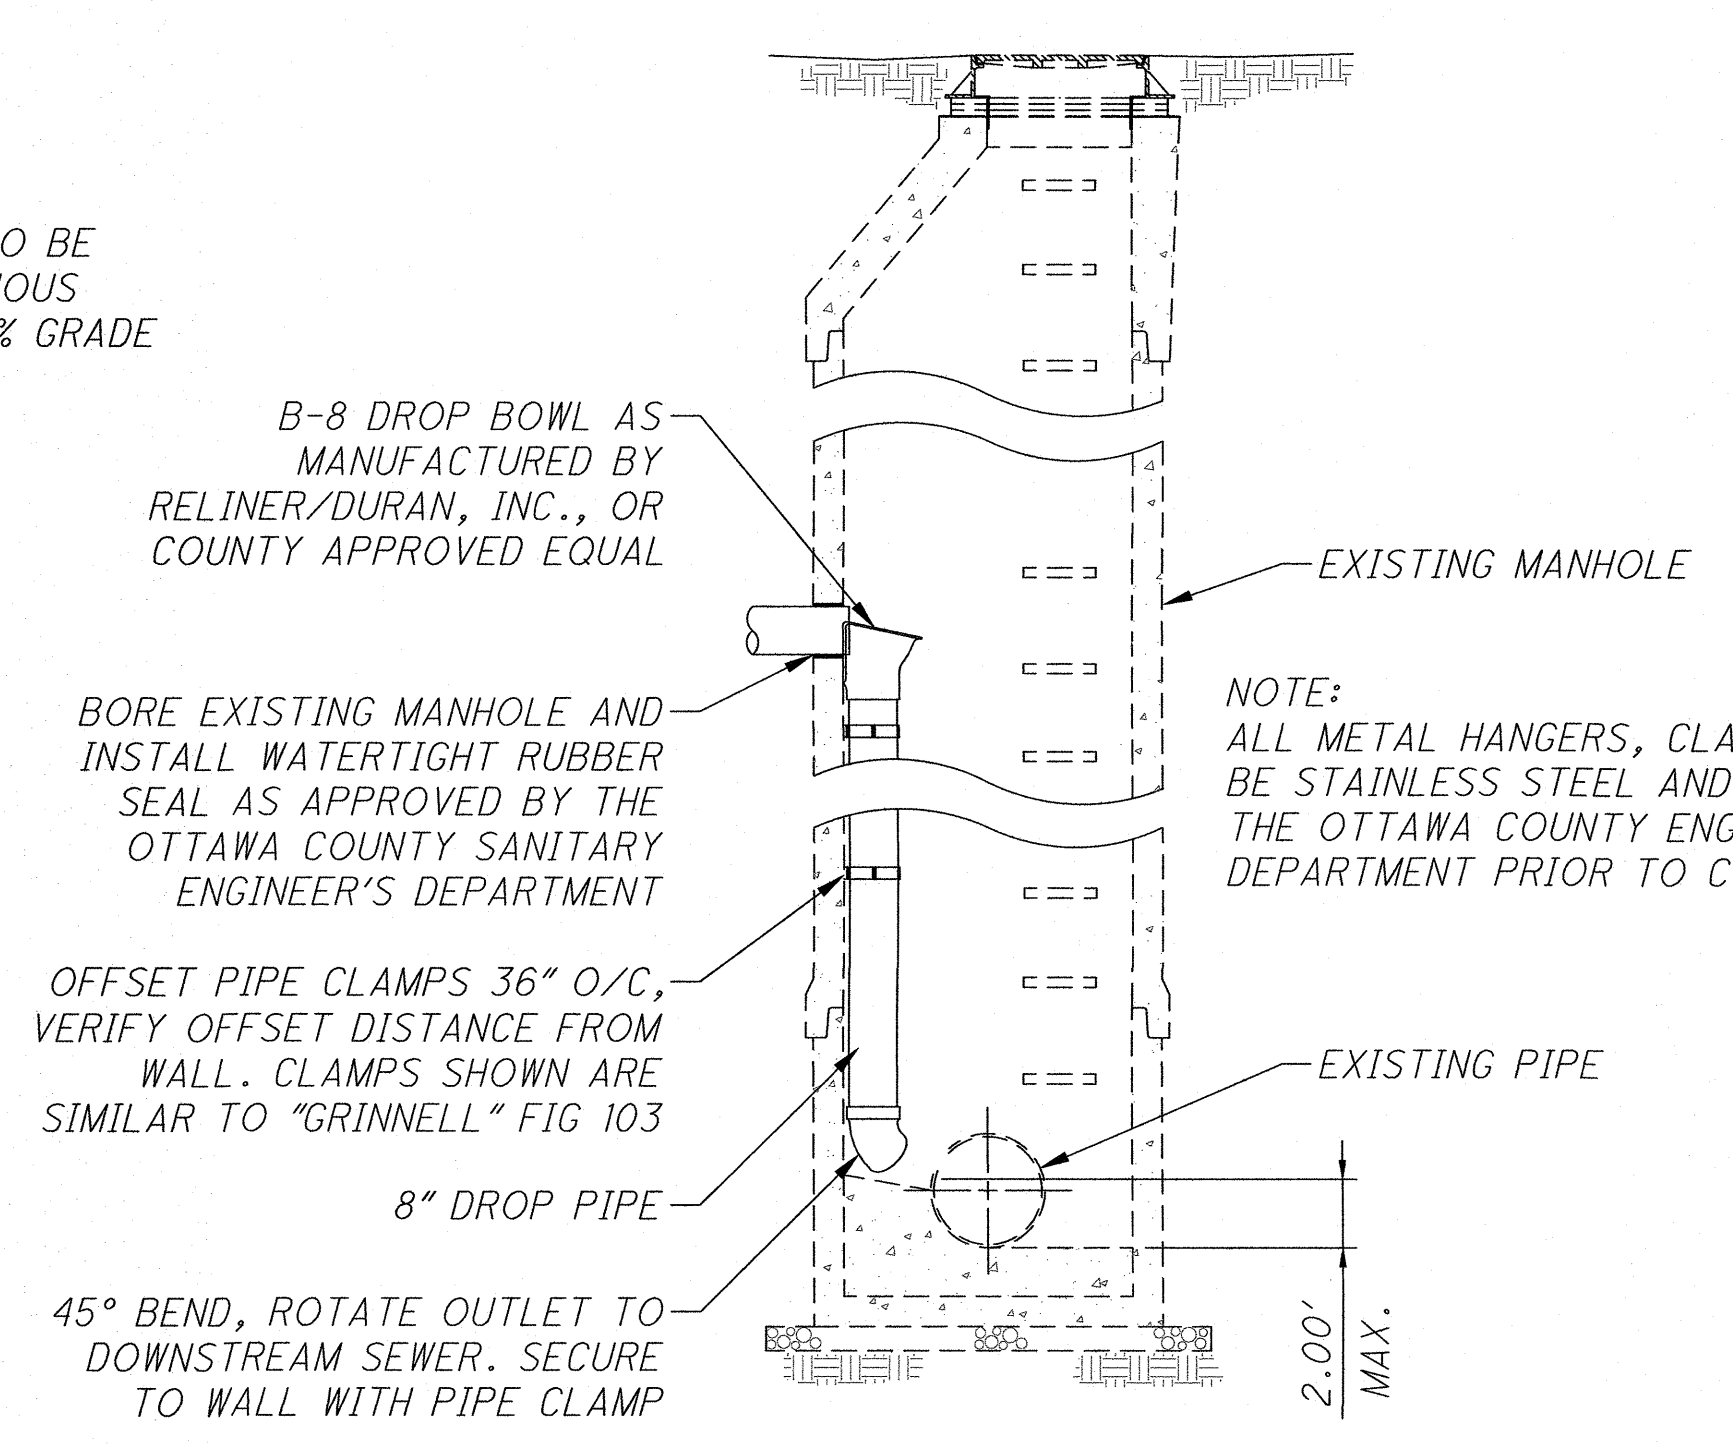 O BE
OUS
% GRADE
B-8 DROP BOWL AS
MANUFACTURED BY
RELINER/DURAN, INC., OR
COUNTY APPROVED EQUAL
EXISTING MANHOLE
BORE EXISTING MANHOLE AND
INSTALL WATERTIGHT RUBBER
SEAL AS APPROVED BY THE
OTTAWA COUNTY SANITARY
ENGINEER'S DEPARTMENT
NOTE:
ALL METAL HANGERS, CLA
BE STAINLESS STEEL AND
THE OTTAWA COUNTY ENG
DEPARTMENT PRIOR TO C
OFFSET PIPE CLAMPS 36" O/C,
VERIFY OFFSET DISTANCE FROM
WALL. CLAMPS SHOWN ARE
SIMILAR TO "GRINNELL" FIG 103
EXISTING PIPE
8" DROP PIPE
45° BEND, ROTATE OUTLET TO
DOWNSTREAM SEWER. SECURE
TO WALL WITH PIPE CLAMP
2.00'
MAX.